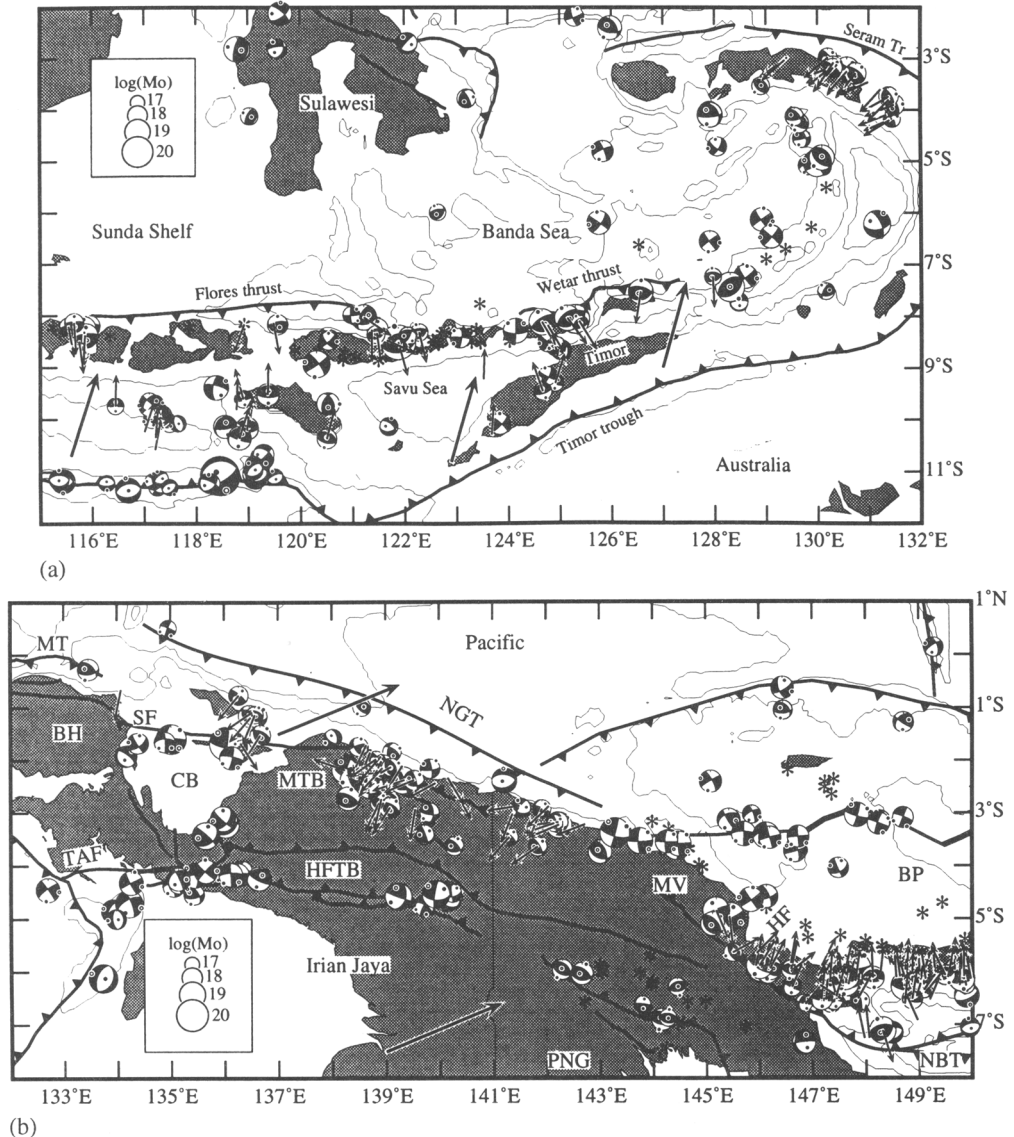 Seram Tr
3°S
log(Mo)
17
18
19
20
Sulawesi
5°S
Sunda Shelf
Banda Sea
7°S
Flores thrust
Wetar thrust
Timor
9°S
Savu Sea
Timor trough
Australia
11°S
116°E
118°E
120°E
122°E
124°E
126°E
128°E
130°E
132°E
(a)
1°N
MT
Pacific
NGT
1°S
BH
SF
CB
MTB
3°S
TAF
HFTB
MV
BP
HF
5°S
log(Mo)
17
18
19
20
Irian Jaya
7°S
PNG
NBT
133°E
135°E
137°E
139°E
141°E
143°E
145°E
147°E
149°E
(b)